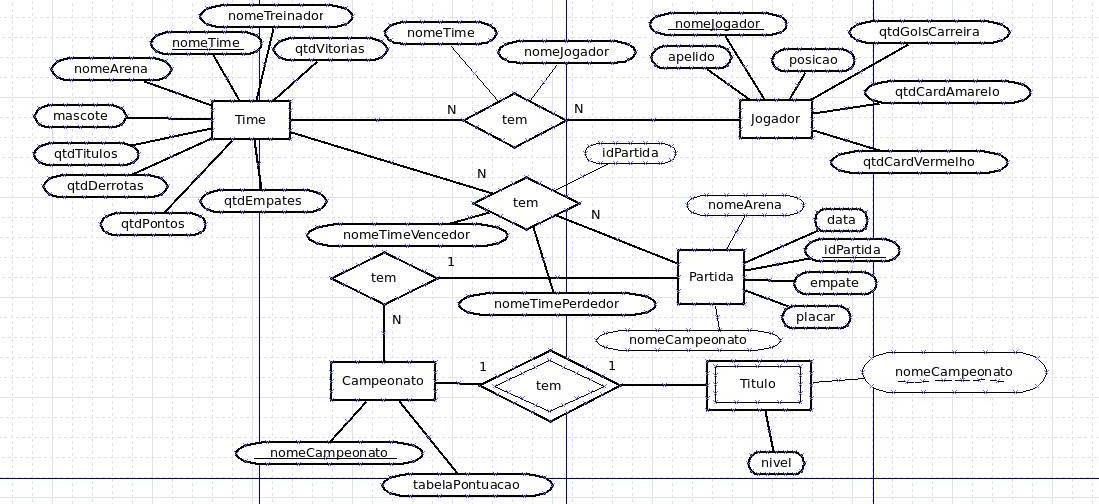 nomeTreinador
nomeTime
qtdVitorias
nomeArena
mascote
qtdTitulos
qtdDerrotas
qtdPontos
qtdEmpates
Time
nomeTime
nomeJogador
N
tem
N
nomeJogador
apelido
posicao
qtdGolsCarreira
qtdCardAmarelo
qtdCardVermelho
Jogador
N
tem
N
idPartida
nomeTimeVencedor
nomeTimePerdedor
nomeArena
data
idPartida
empate
placar
nomeCampeonato
Partida
tem
1
N
Campeonato
1
tem
1
Titulo
nomeCampeonato
nivel
nomeCampeonato
tabelaPontuacao